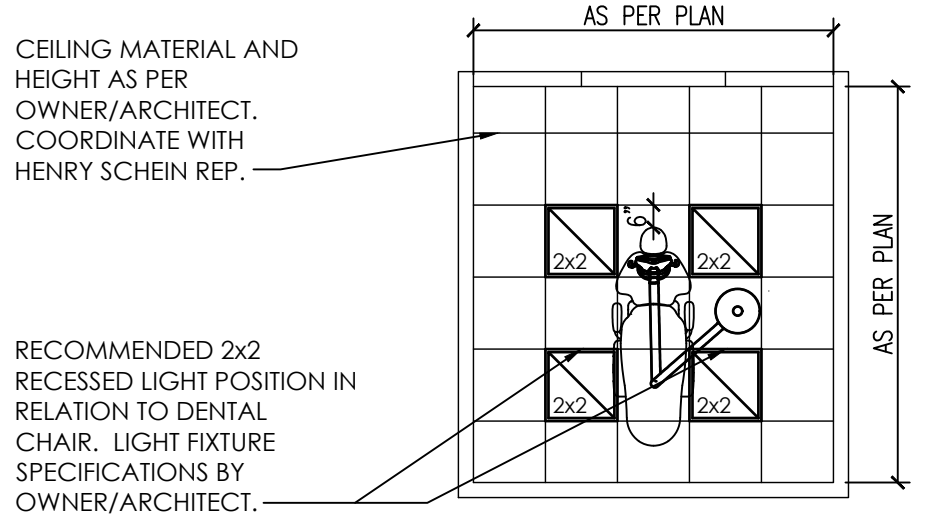 AS PER PLAN
CEILING MATERIAL AND
HEIGHT AS PER
OWNER/ARCHITECT.
COORDINATE WITH
HENRY SCHEIN REP.
6"
2x2
2x2
AS PER PLAN
RECOMMENDED 2x2
RECESSED LIGHT POSITION IN
RELATION TO DENTAL
CHAIR. LIGHT FIXTURE
SPECIFICATIONS BY
OWNER/ARCHITECT.
2x2
2x2